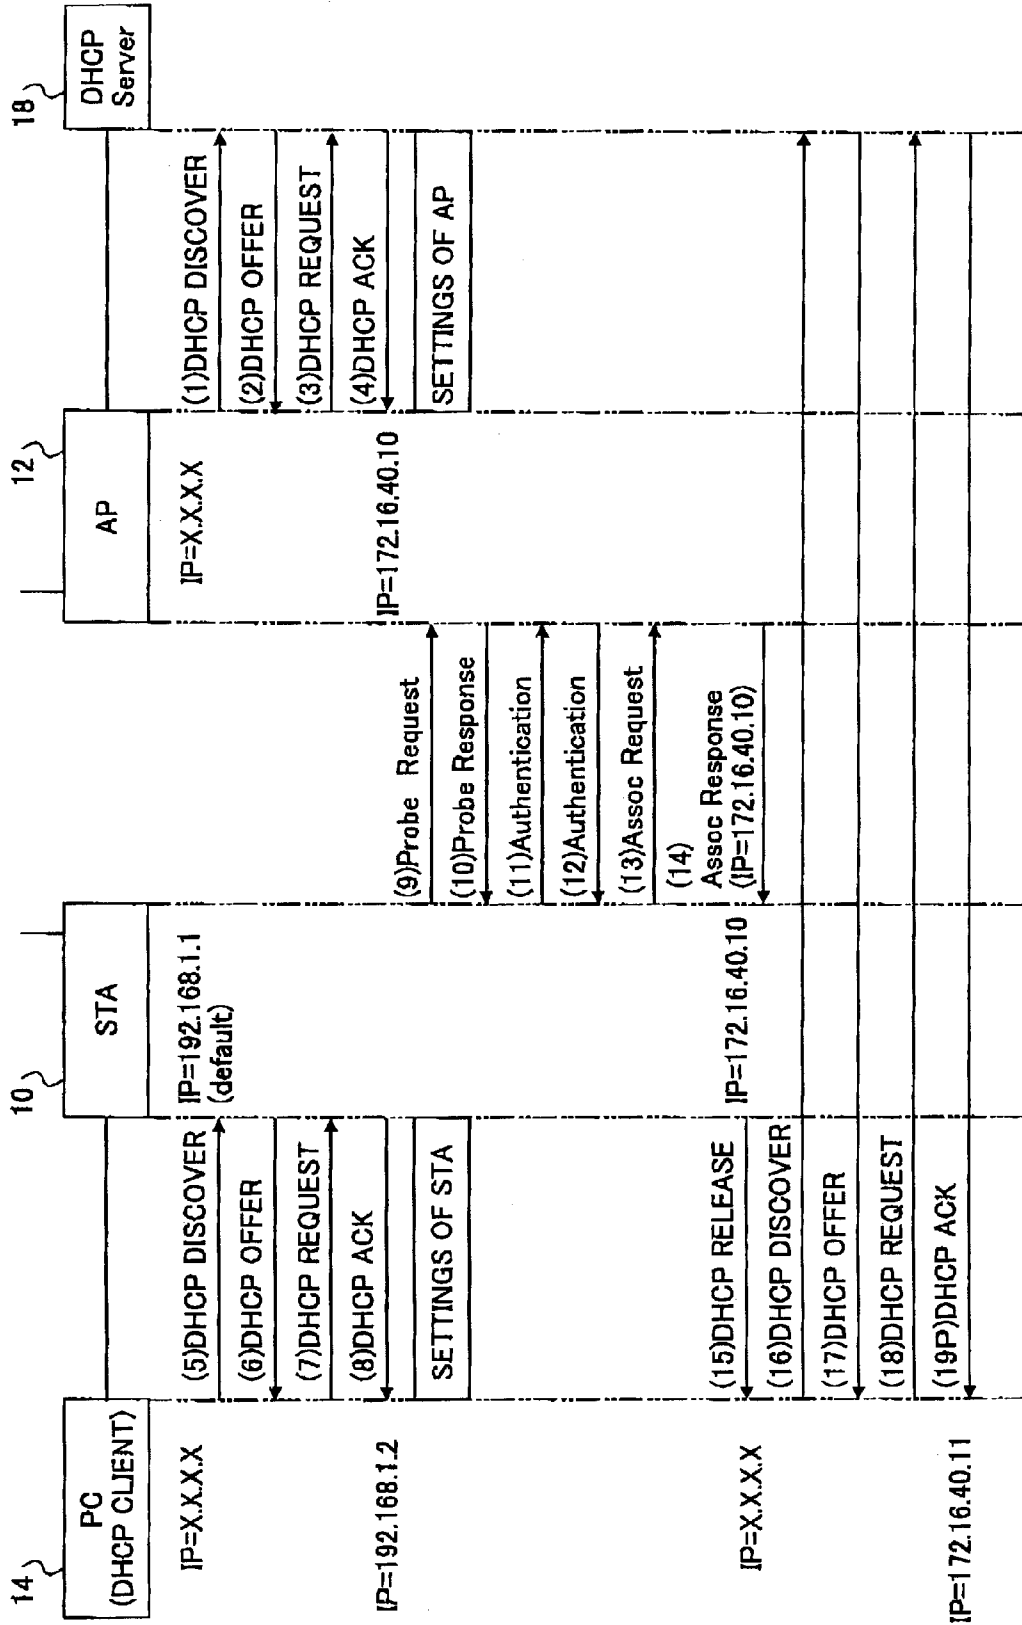 14
PC
(DHCP CLIENT)
10
STA
12
AP
18
DHCP
Server
IP=X.X.X.X
(5)DHCP DISCOVER
IP=192.168.1.1
(default)
IP=X.X.X.X
(1)DHCP DISCOVER
(6)DHCP OFFER
(2)DHCP OFFER
(7)DHCP REQUEST
(3)DHCP REQUEST
IP=192.168.1.2
(8)DHCP ACK
IP=172.16.40.10
(4)DHCP ACK
SETTINGS OF STA
SETTINGS OF AP
(9)Probe Request
(10)Probe Response
(11)Authentication
(12)Authentication
(13)Assoc Request
(14)
Assoc Response
(IP=172.16.40.10)
IP=X.X.X.X
(15)DHCP RELEASE
IP=172.16.40.10
(16)DHCP DISCOVER
(17)DHCP OFFER
(18)DHCP REQUEST
(19P)DHCP ACK
IP=172.16.40.11